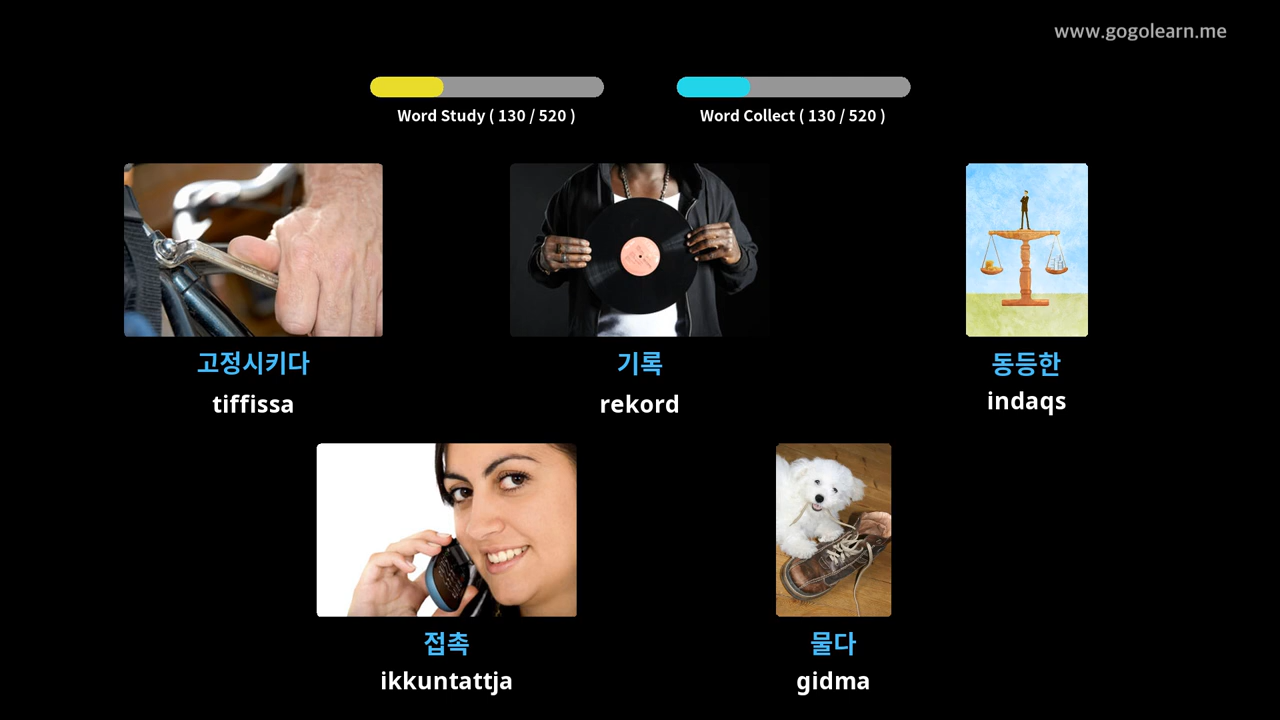 www.gogolearn.me
Word Study ( 130 / 520 )
Word Collect ( 130 / 520 )
고정시키다
tiffissa
기록
rekord
동등한
indaqs
접촉
ikkuntattja
물다
gidma